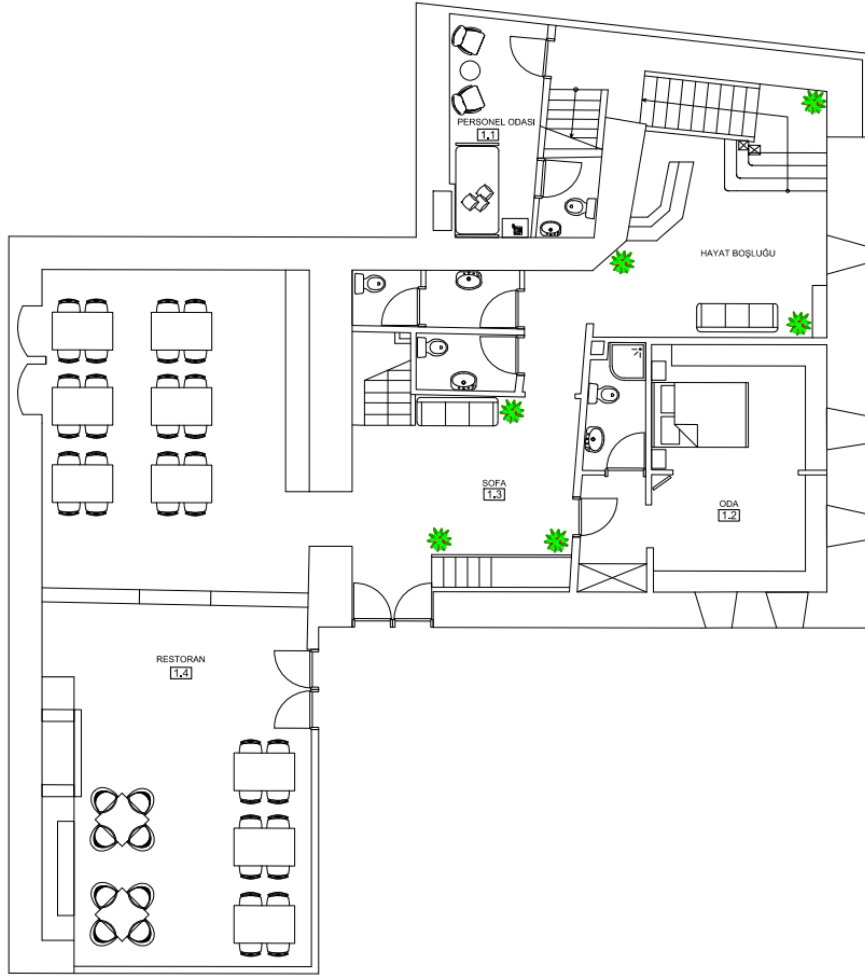 PERSONEL ODASI
1.1
HAYAT BOŞLUĞU
SOFA
1.3
ODA
1.2
RESTORAN
1.4